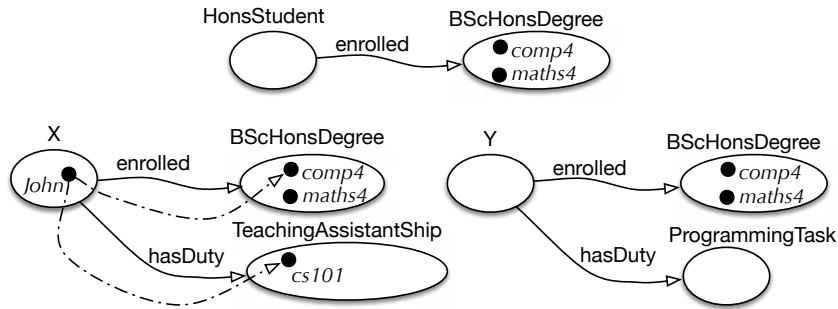 HonsStudent
enrolled
BScHonsDegree
comp4
maths4
X
John
enrolled
BScHonsDegree
comp4
maths4
hasDuty
TeachingAssistantShip
cs101
Y
enrolled
BScHonsDegree
comp4
maths4
hasDuty
ProgrammingTask